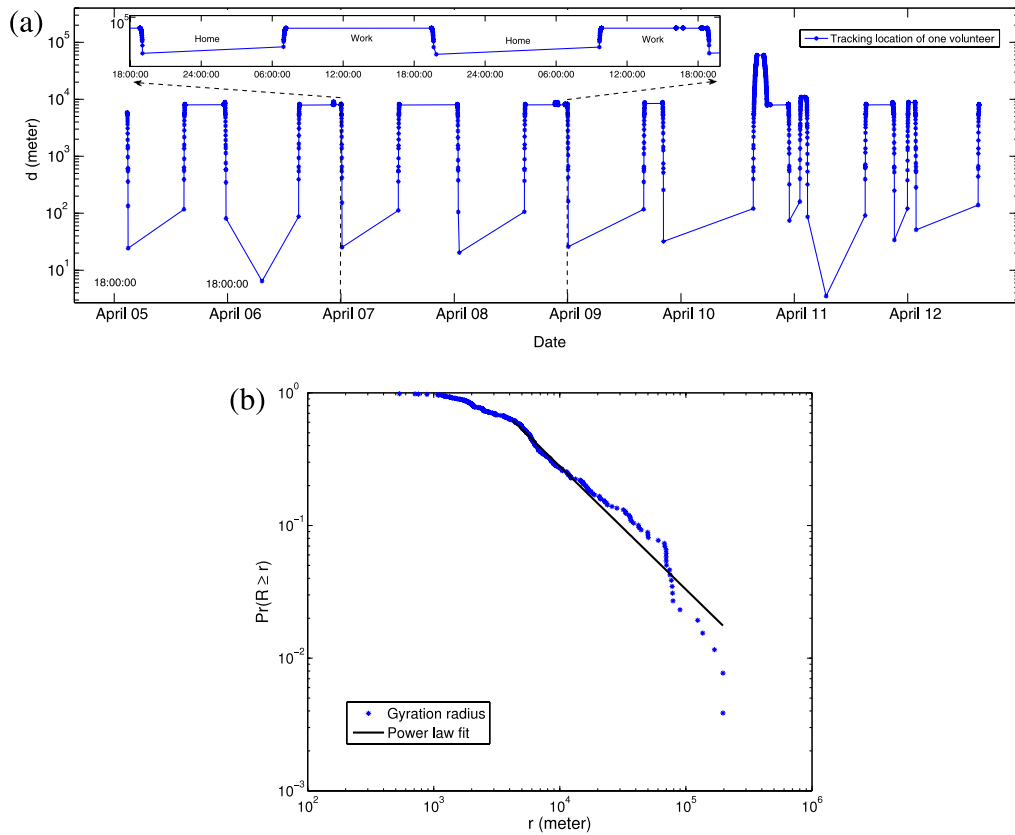 (a)
10^5
Home
Work
Home
Work
18:00:00 24:00:00 06:00:00 12:00:00 18:00:00 24:00:00 06:00:00 12:00:00 18:00:00
Tracking location of one volunteer
10^5
10^4
10^3
10^2
10^1
d (meter)
18:00:00
18:00:00
April 05 April 06 April 07 April 08 April 09 April 10 April 11 April 12
Date
(b)
10^0
10^-1
10^-2
10^-3
Pr(R ≥ r)
Gyration radius
Power law fit
10^2 10^3 10^4 10^5 10^6
r (meter)